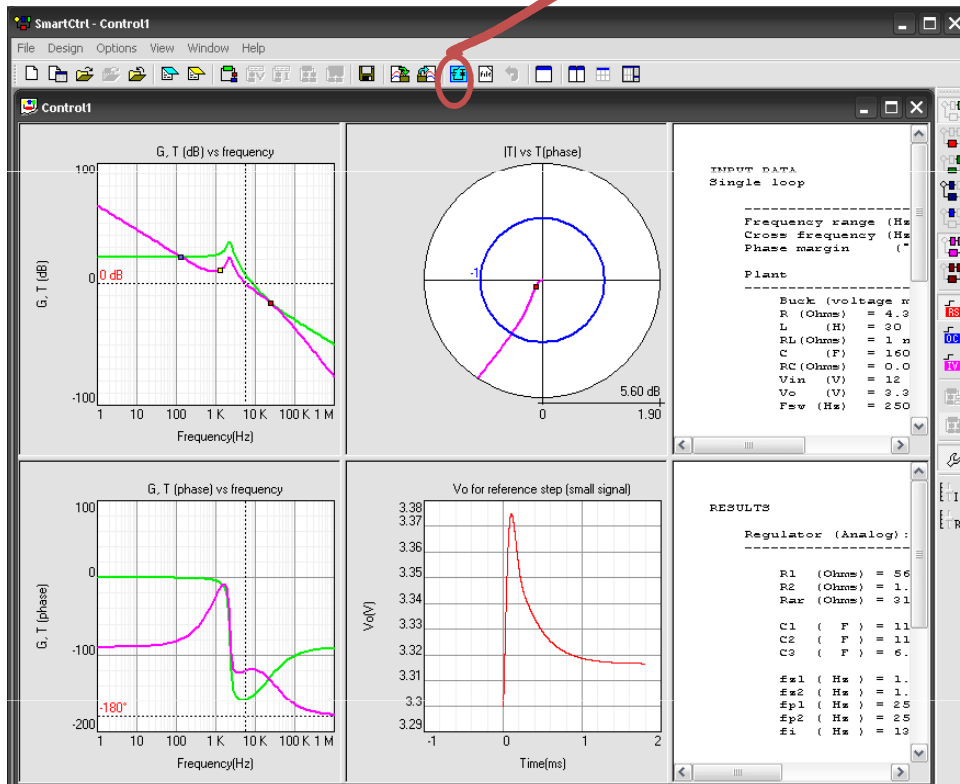 SmartCtrl - Control1
File Design Options View Window Help
Control1
G, T (dB) vs frequency
100
0
-100
0 dB
G, T (dB)
1 10 100 1 K 10 K 100 K 1 M
Frequency(Hz)
|T| vs T(phase)
-1
5.60 dB
0 1.90
INPUT DATA
Single loop
Frequency range (Hz
Cross frequency (Hz
Phase margin ("
Plant
Buck (voltage m
R (Ohms) = 4.3
L (H) = 30
RL(Ohms) = 1 n
C (F) = 160
RC(Ohms) = 0.0
Vin (V) = 12
Vo (V) = 3.3
Fsw (Hz) = 250
G, T (phase) vs frequency
100
0
-100
-200
-180°
G, T (phase)
1 10 100 1 K 10 K 100 K 1 M
Frequency(Hz)
Vo for reference step (small signal)
3.38
3.37
3.36
3.35
3.34
3.33
3.32
3.31
3.3
3.29
Vo(V)
-1 0 1 2
Time(ms)
RESULTS
Regulator (Analog):
R1 (Ohms) = 56
R2 (Ohms) = 1.
Rar (Ohms) = 31
C1 ( F ) = 11
C2 ( F ) = 11
C3 ( F ) = 6.
fz1 ( Hz ) = 1.
fz2 ( Hz ) = 1.
fp1 ( Hz ) = 25
fp2 ( Hz ) = 25
fi ( Hz ) = 13
RS
OC
IV
I
R